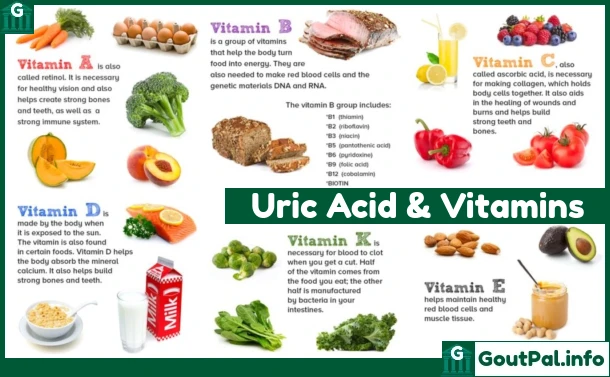 G
Vitamin A is also
called retinol. It is necessary
for healthy vision and also
helps create strong bones
and teeth, as well as a
strong immune system.
Vitamin B
is a group of vitamins
that help the body turn
food into energy. They are
also needed to make red blood cells and the
genetic materials DNA and RNA.
The vitamin B group includes:
*B1 (thiamin)
*B2 (riboflavin)
*B3 (niacin)
*B5 (pantothenic acid)
*B6 (pyridoxine)
*B9 (folic acid)
*B12 (cobalamin)
*BIOTIN
Vitamin C, also
called ascorbic acid, is necessary
for making collagen, which holds
body cells together. It also aids
in the healing of wounds and
burns and helps build
strong teeth and
bones.
Uric Acid & Vitamins
Vitamin D is
made by the body when
it is exposed to the sun.
The vitamin is also found
in certain foods. Vitamin D helps
the body absorb the mineral
calcium. It also helps build
strong bones and teeth.
Milk
Milk
Vitamin K is
necessary for blood to clot
when you get a cut. Half
of the vitamin comes from
the food you eat; the other
half is manufactured
by bacteria in your
intestines.
Vitamin E
helps maintain healthy
red blood cells and
muscle tissue.
G
GoutPal.info